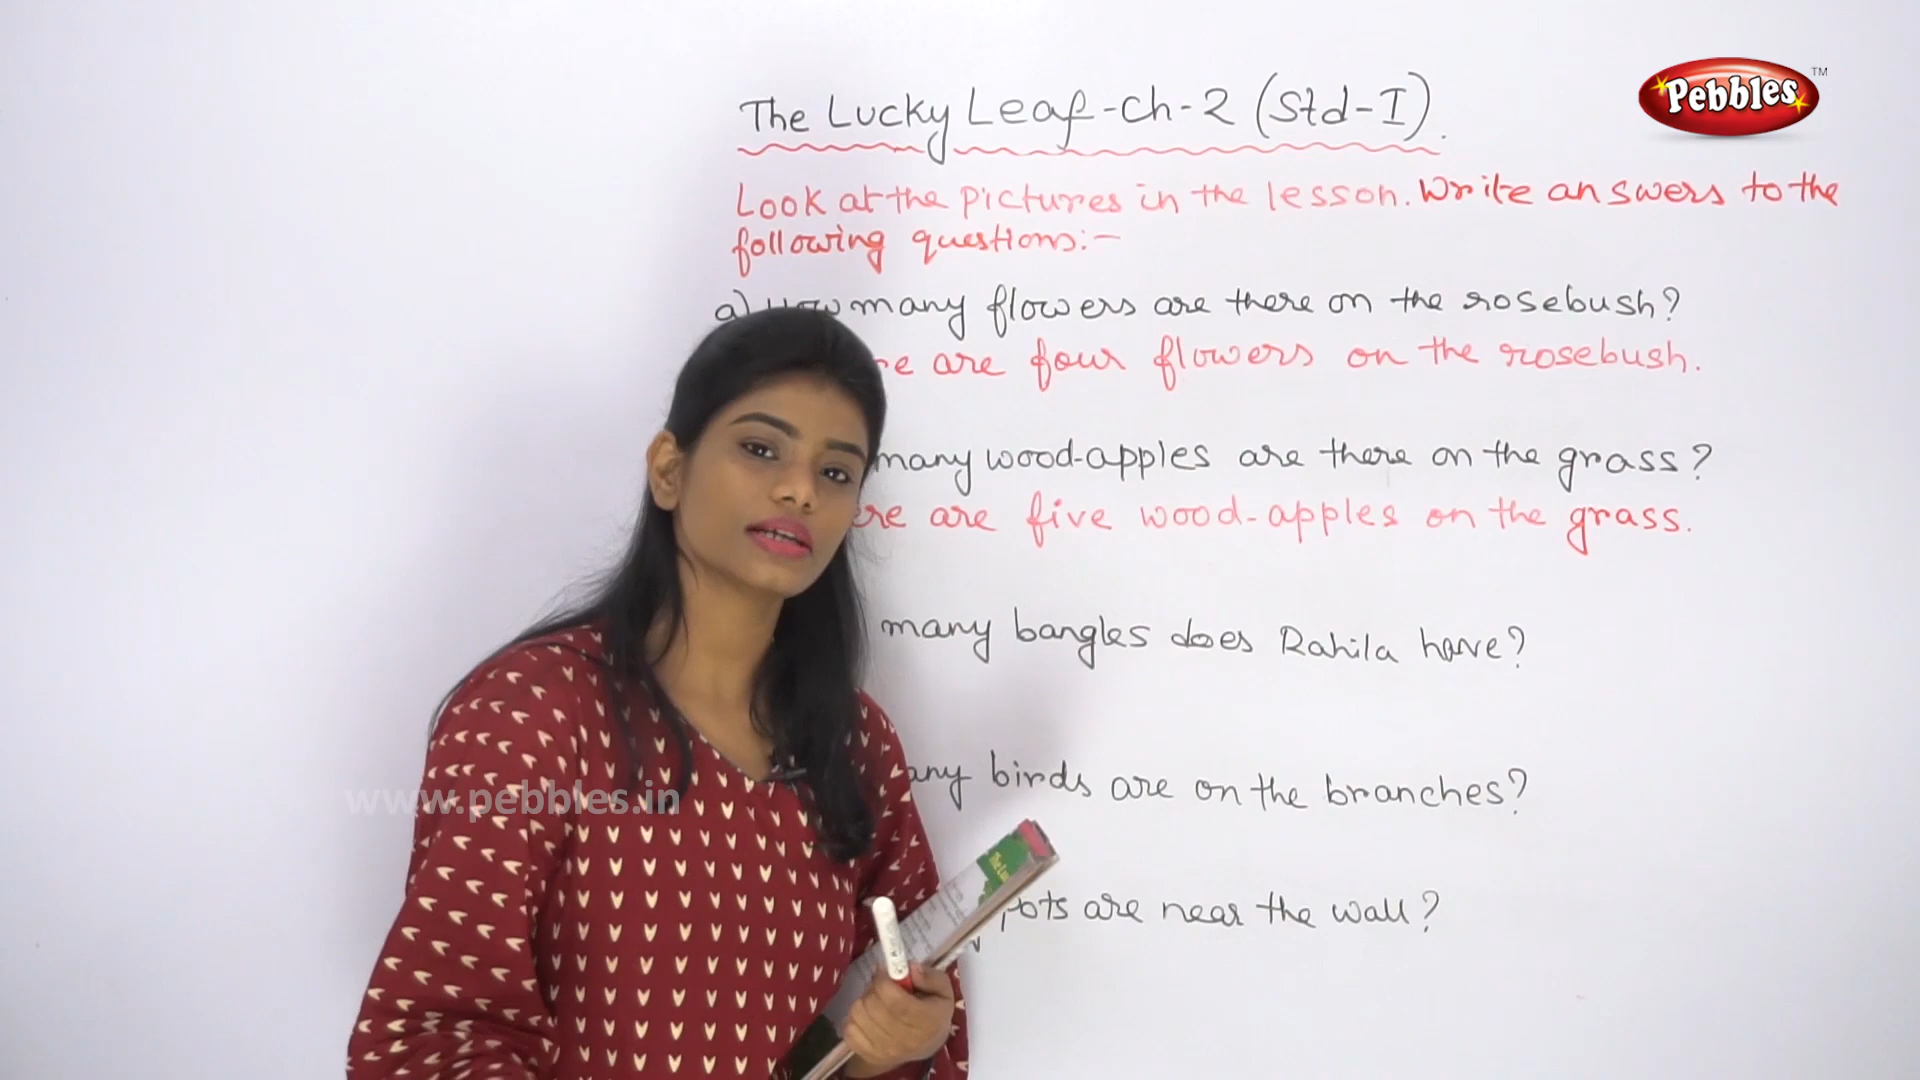 Pebbles TM
The Lucky Leaf-Ch-2 (Std-I).
Look at the pictures in the lesson. Write answers to the
following questions:-
a) How many flowers are there on the rosebush?
are four flowers on the rosebush.
many wood-apples are there on the grass?
are five wood-apples on the grass.
many bangles does Rahila have?
birds are on the branches?
www.pebbles.in
pots are near the wall?